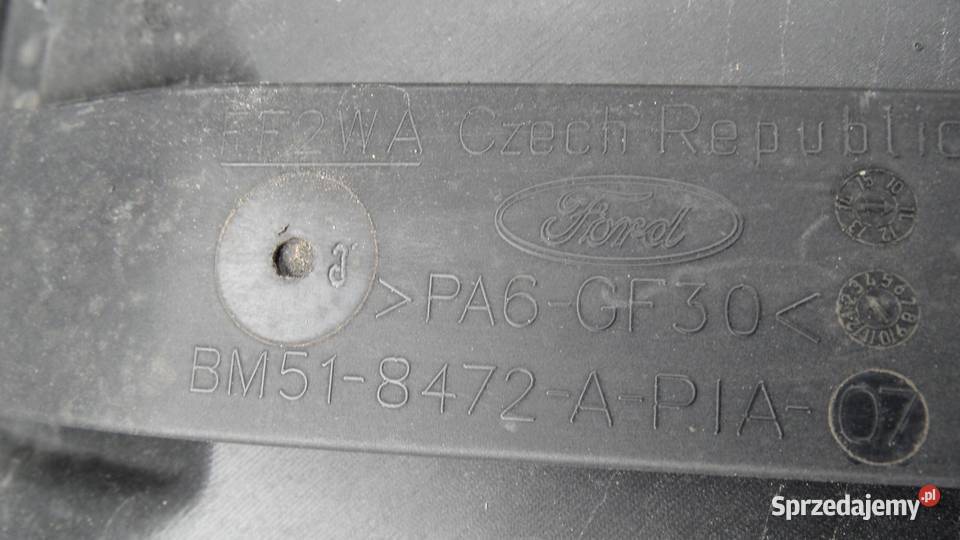 FF2WA Czech Republic
Ford
>PA6-GF30<
BM51-8472-A-PIA-07
Sprzedajemy.pl